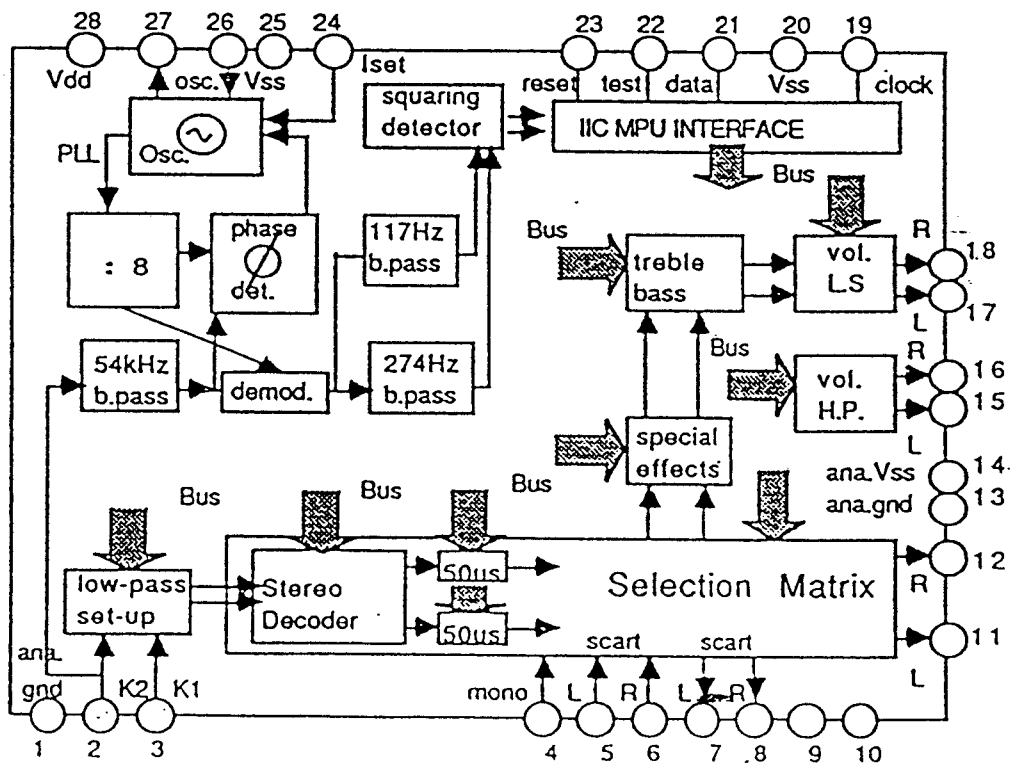 28 27 26 25 24 23 22 21 20 19
Vdd osc. Vss Iset reset test data Vss clock
Osc.
PLL
squaring
detector
IIC MPU INTERFACE
Bus
: 8
phase
det.
117Hz
b.pass
Bus
treble
bass
vol.
L.S
R
18
17
L
54kHz
b.pass
demod.
274Hz
b.pass
Bus
vol.
H.P.
R
16
15
L
special
effects
ana.Vss
14
ana.gnd
13
Bus
Bus
Bus
low-pass
set-up
Stereo
Decoder
50us
50us
Selection Matrix
12
R
11
L
scart
scart
ana.
gnd
K2
K1
mono
L
R
L
R
1 2 3 4 5 6 7 8 9 10